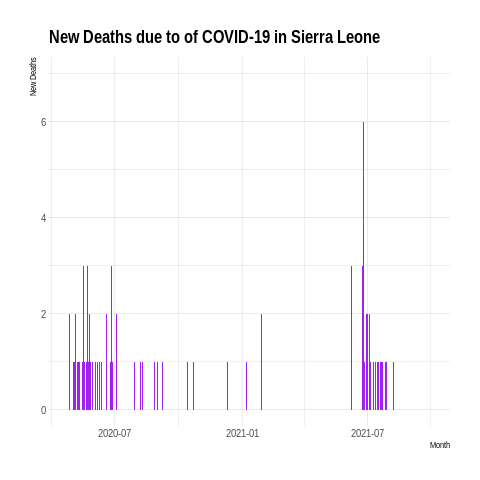 New Deaths due to of COVID-19 in Sierra Leone
New Deaths
6
4
2
0
2020-07 2021-01 2021-07
Month